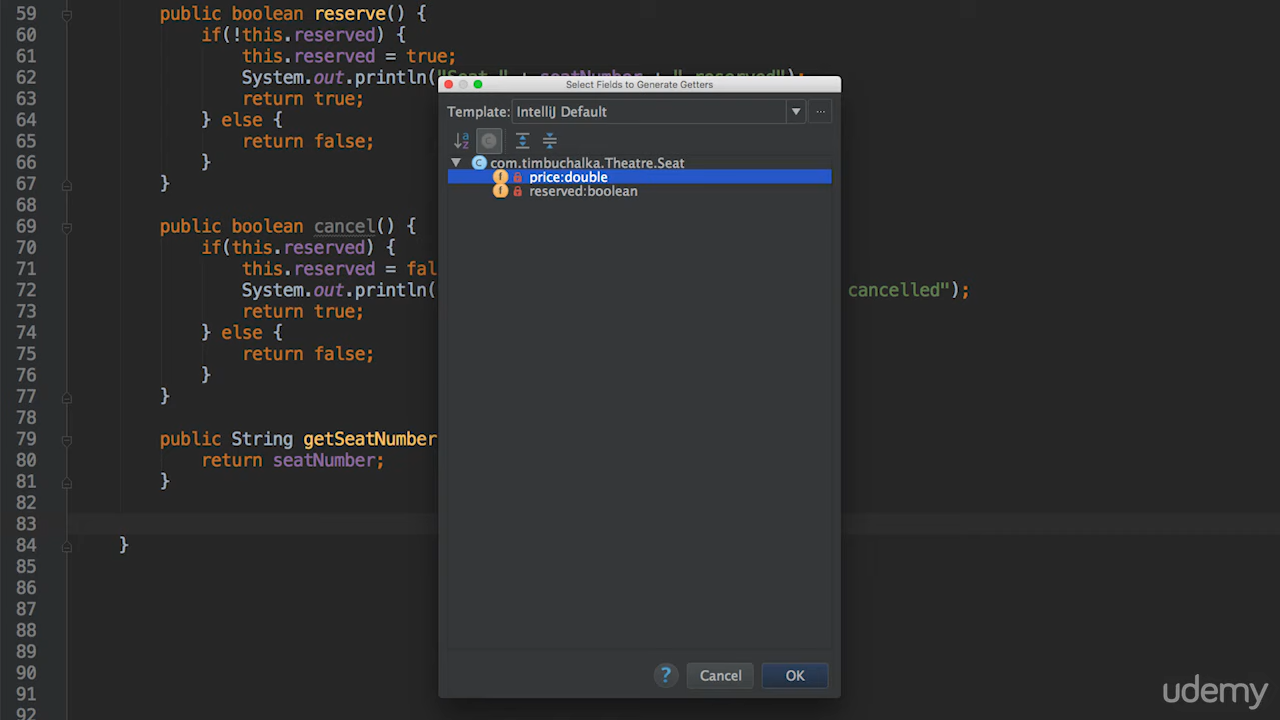 59 public boolean reserve() {
60 if(!this.reserved) {
61 this.reserved = true;
62 System.out.println("Seat " + seatNumber + " reserved");
63 return true;
64 } else {
65 return false;
66 }
67 }
68
69 public boolean cancel() {
70 if(this.reserved) {
71 this.reserved = fal
72 System.out.println( cancelled");
73 return true;
74 } else {
75 return false;
76 }
77 }
78
79 public String getSeatNumber
80 return seatNumber;
81 }
82
83
84 }
85
86
87
88
89
90
91
92
Select Fields to Generate Getters
Template: IntelliJ Default ...
com.timbuchalka.Theatre.Seat
price:double
reserved:boolean
? Cancel OK
udemy